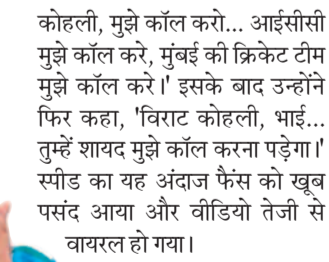 कोहली, मुझे कॉल करो... आईसीसी
मुझे कॉल करे, मुंबई की क्रिकेट टीम
मुझे कॉल करे।' इसके बाद उन्होंने
फिर कहा, 'विराट कोहली, भाई...
तुम्हें शायद मुझे कॉल करना पड़ेगा।'
स्पीड का यह अंदाज फैंस को खूब
पसंद आया और वीडियो तेजी से
वायरल हो गया।